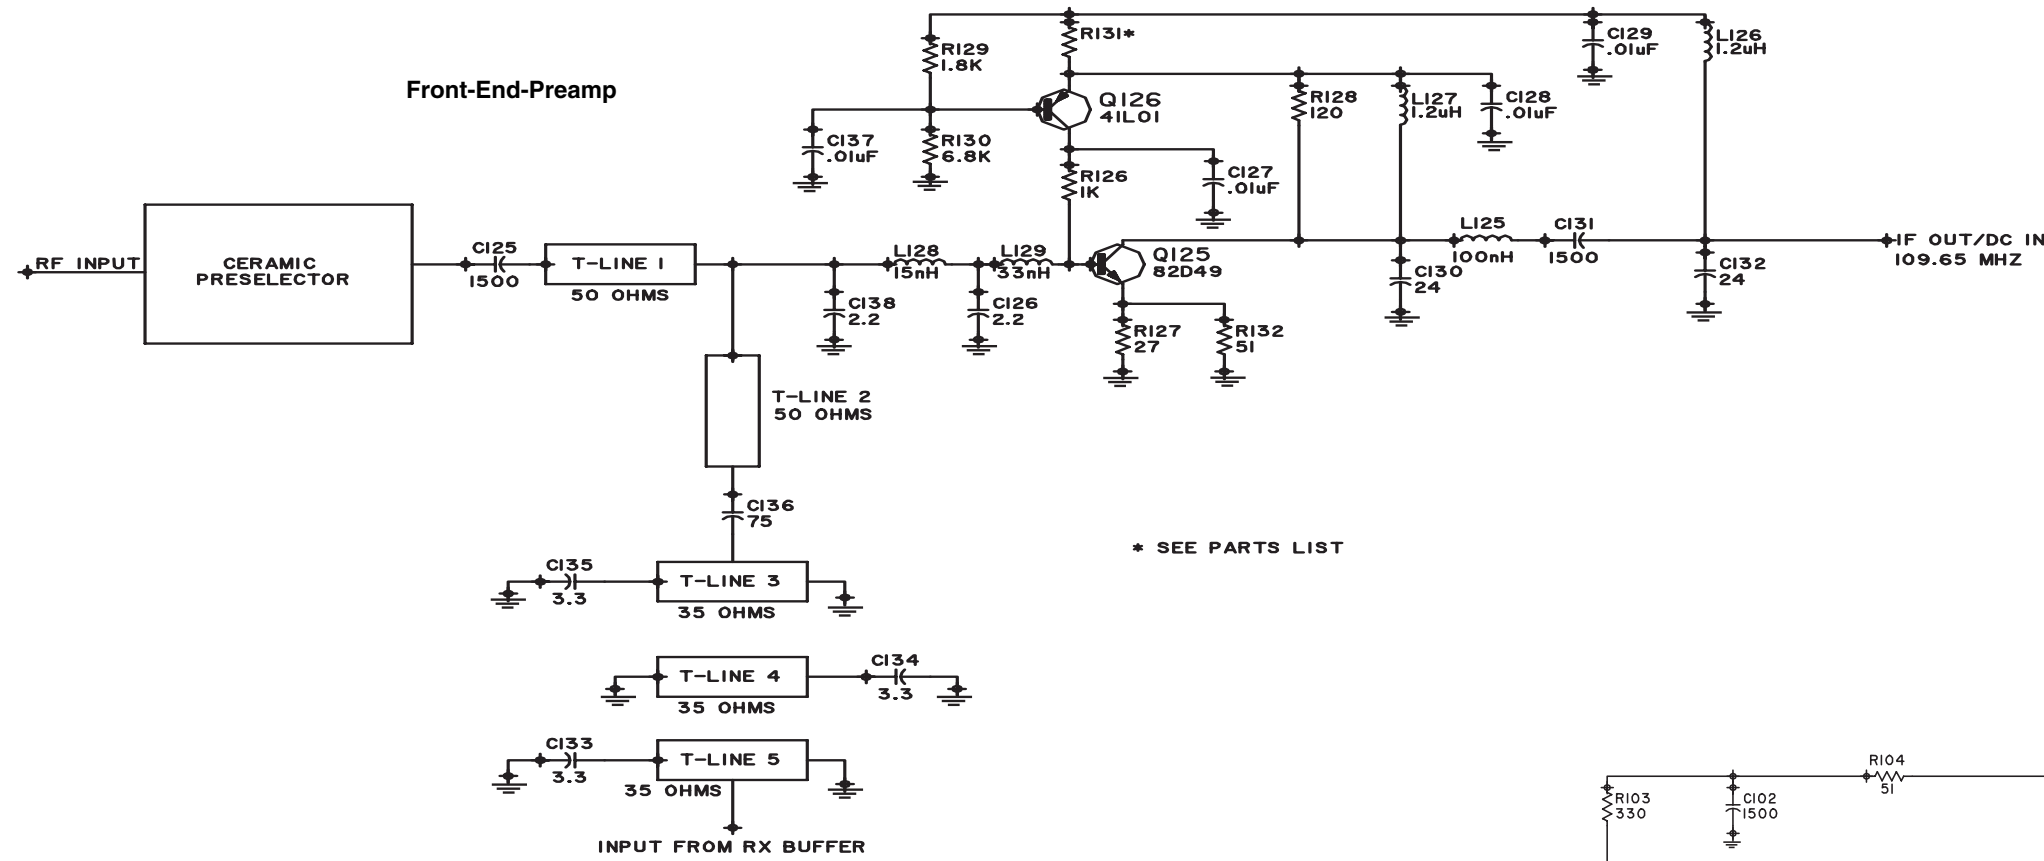 Front-End-Preamp
R129
1.8K
R131*
C129
.01uF
L126
1.2uH
Q126
41L01
R128
120
L127
1.2uH
C128
.01uF
C137
.01uF
R130
6.8K
R126
1K
C127
.01uF
RF INPUT
CERAMIC
PRESELECTOR
C125
1500
T-LINE 1
50 OHMS
L128
15nH
L129
33nH
Q125
82D49
L125
100nH
C131
1500
IF OUT/DC IN
109.65 MHZ
C138
2.2
C126
2.2
C130
24
C132
24
R127
27
R132
51
T-LINE 2
50 OHMS
C136
75
* SEE PARTS LIST
C135
3.3
T-LINE 3
35 OHMS
T-LINE 4
35 OHMS
C134
3.3
C133
3.3
T-LINE 5
35 OHMS
INPUT FROM RX BUFFER
R104
51
R103
330
C102
1500